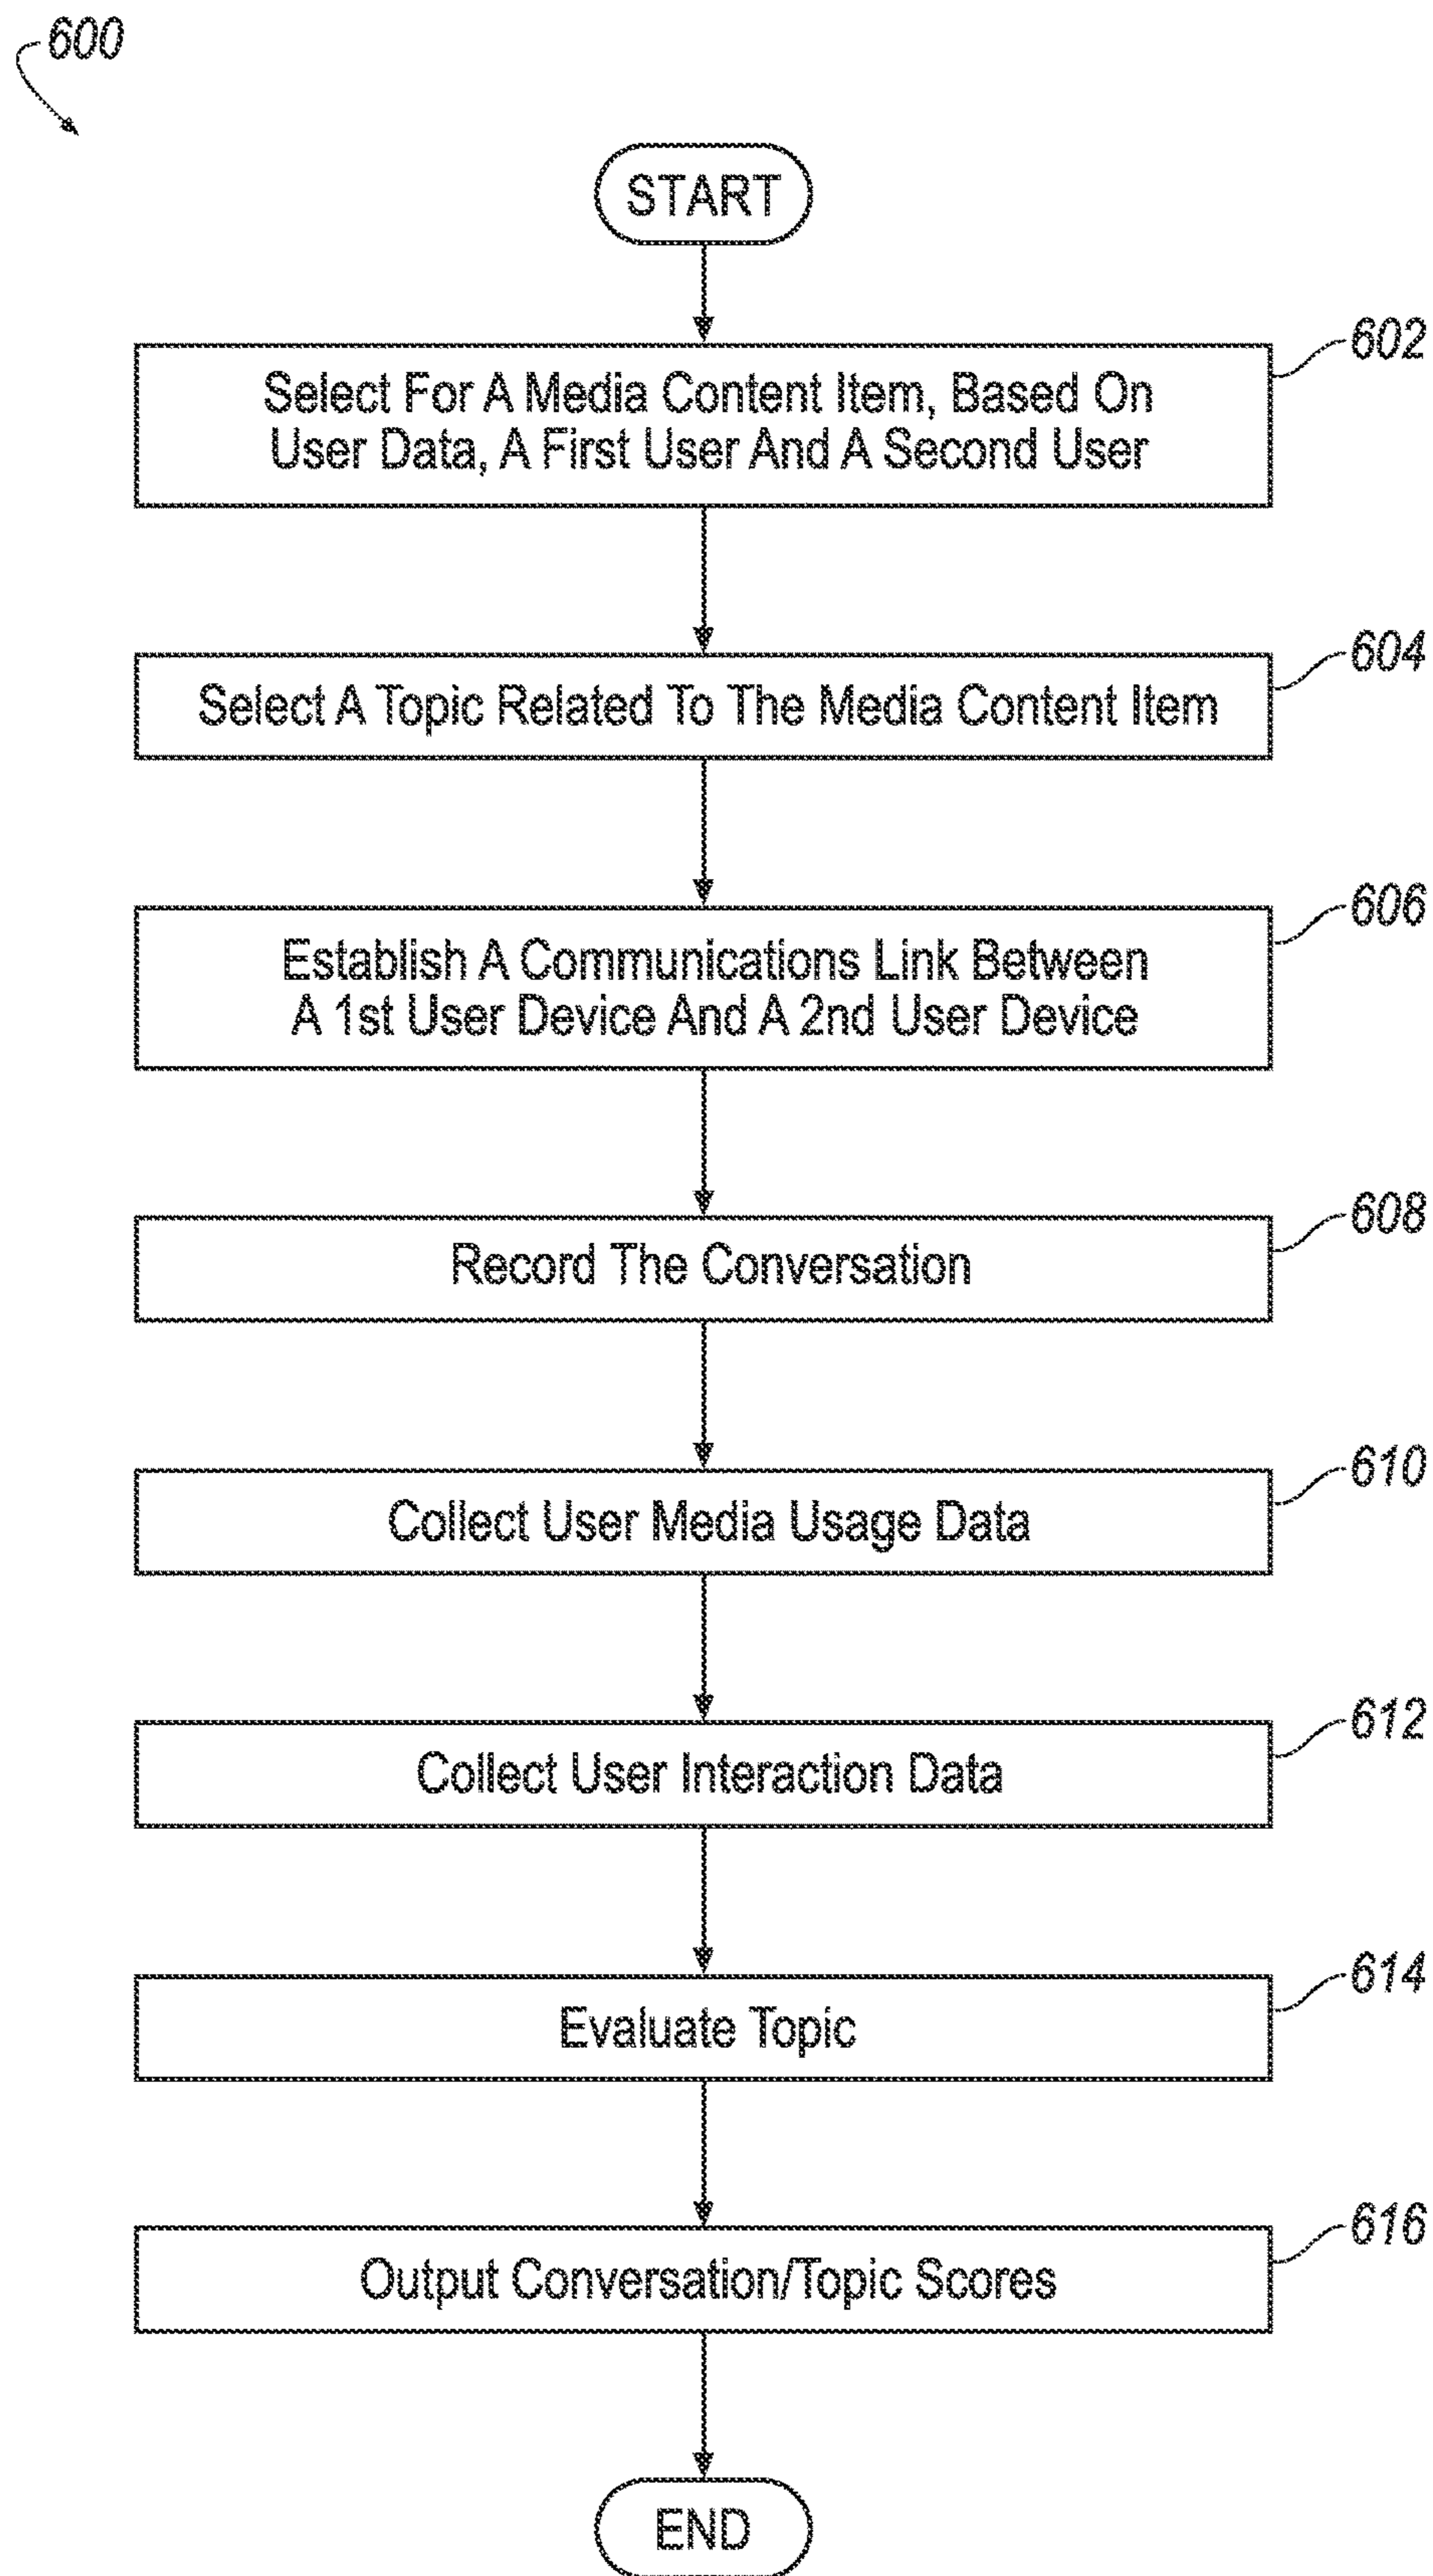 600
START
602
Select For A Media Content Item, Based On
User Data, A First User And A Second User
604
Select A Topic Related To The Media Content Item
606
Establish A Communications Link Between
A 1st User Device And A 2nd User Device
608
Record The Conversation
610
Collect User Media Usage Data
612
Collect User Interaction Data
614
Evaluate Topic
616
Output Conversation/Topic Scores
END